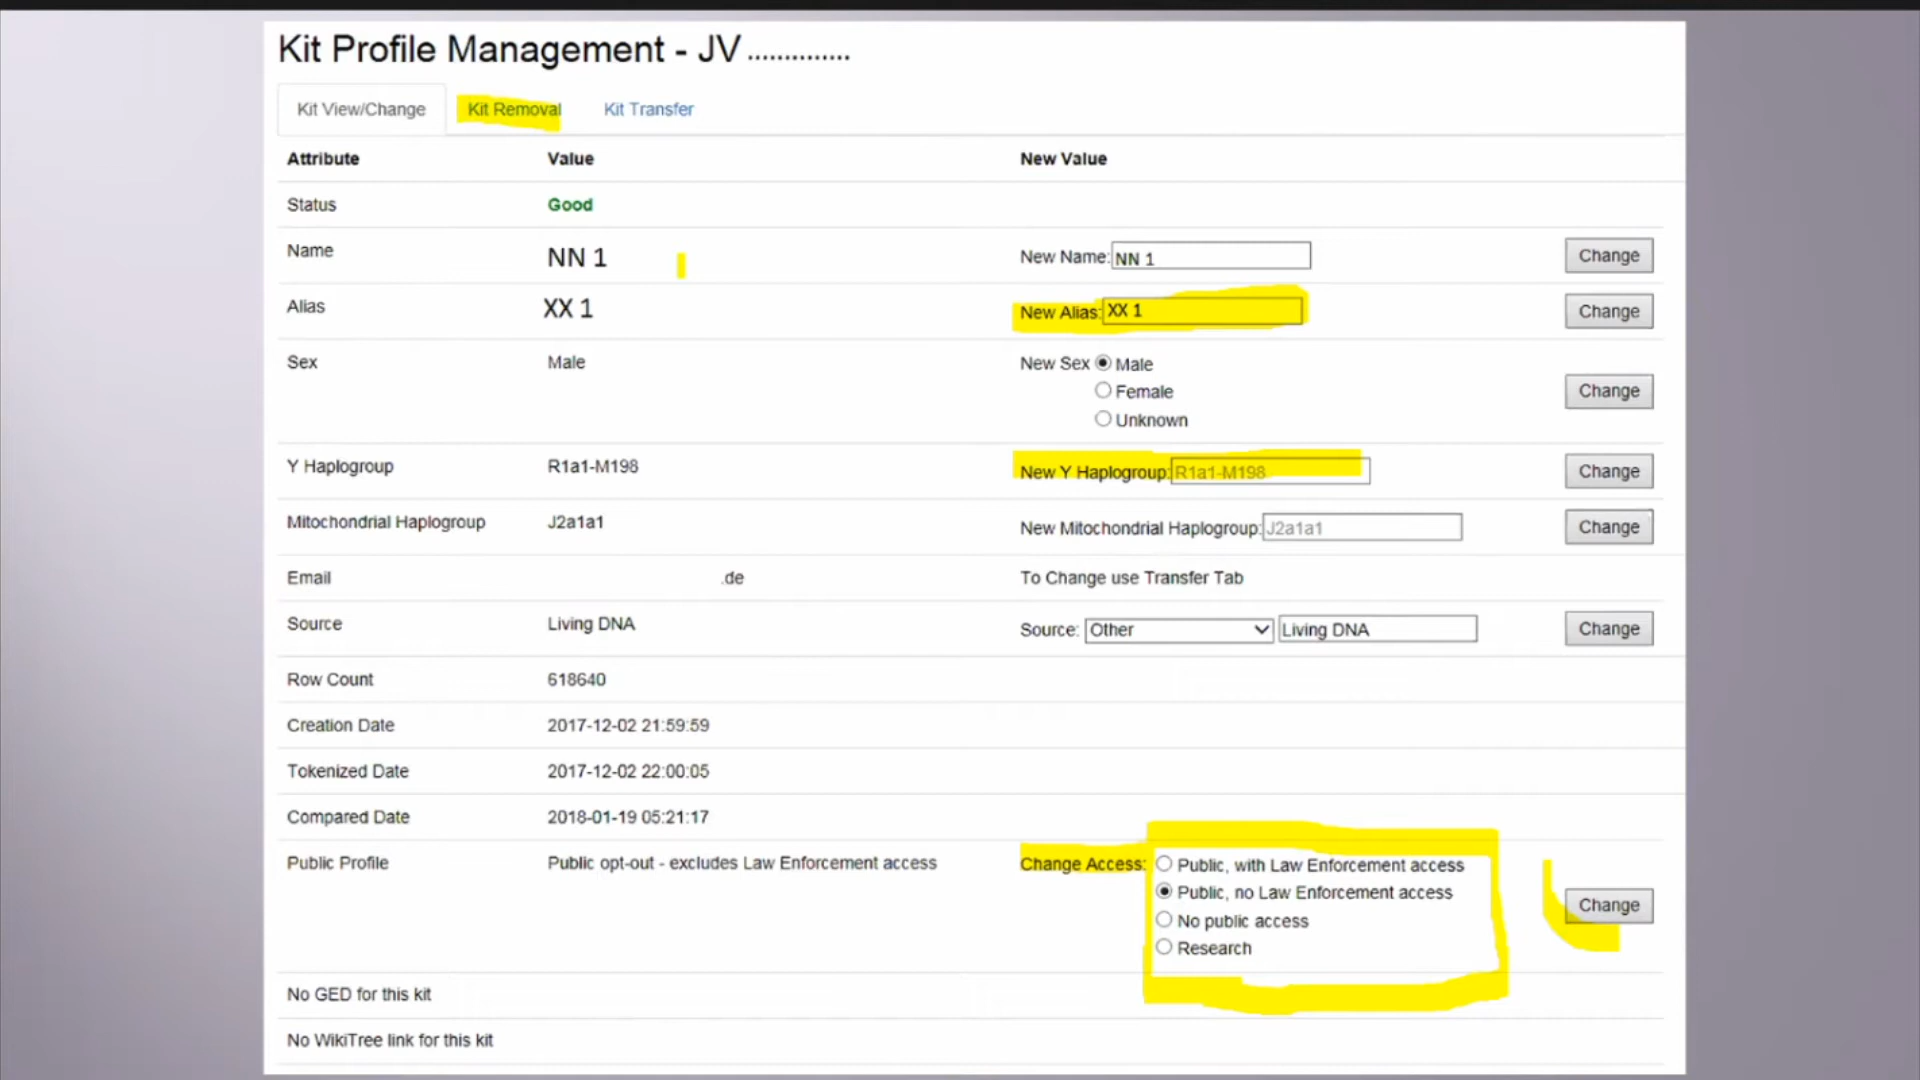 Kit Profile Management - JV ..............
Kit View/Change Kit Removal Kit Transfer
Attribute Value New Value
Status Good
Name NN 1 New Name: NN 1 Change
Alias XX 1 New Alias: XX 1 Change
Sex Male New Sex Male Change
Female
Unknown
Y Haplogroup R1a1-M198 New Y Haplogroup: R1a1-M198 Change
Mitochondrial Haplogroup J2a1a1 New Mitochondrial Haplogroup: J2a1a1 Change
Email .de To Change use Transfer Tab
Source Living DNA Source: Other Living DNA Change
Row Count 618640
Creation Date 2017-12-02 21:59:59
Tokenized Date 2017-12-02 22:00:05
Compared Date 2018-01-19 05:21:17
Public Profile Public opt-out - excludes Law Enforcement access Change Access: Public, with Law Enforcement access
Public, no Law Enforcement access Change
No public access
Research
No GED for this kit
No WikiTree link for this kit